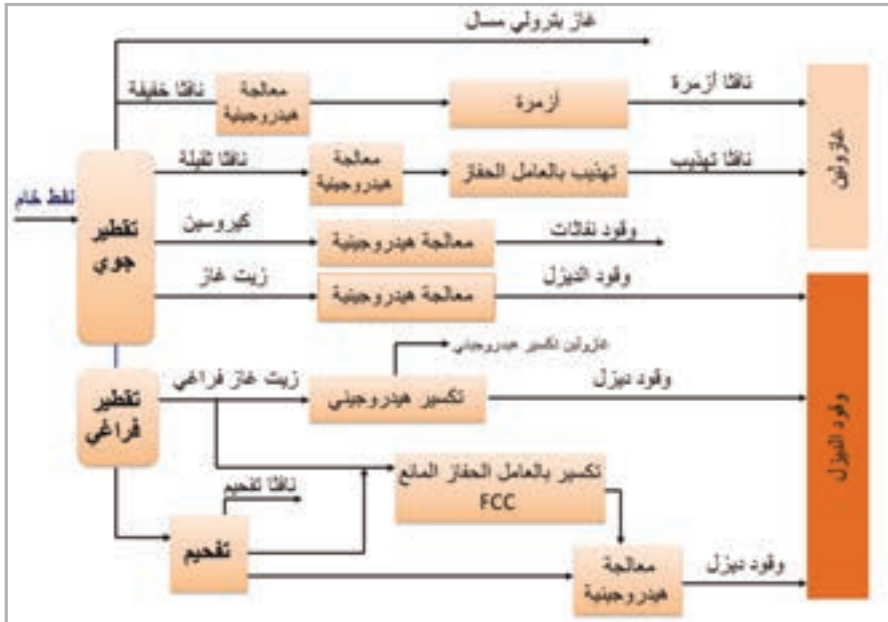 غاز بترولي مسال
نافثا خفيفة
معالجة
هيدروجينية
أزمرة
نافثا أزمرة
غازولين
نافثا ثقيلة
معالجة
هيدروجينية
تهذيب بالعامل الحفاز
نافثا تهذيب
نفط خام
تقطير
جوي
كيروسين
معالجة هيدروجينية
وقود نفاثات
زيت غاز
معالجة هيدروجينية
وقود الديزل
غازولين تكسير هيدروجيني
تقطير
فراغي
زيت غاز فراغي
تكسير هيدروجيني
وقود ديزل
وقود الديزل
نافثا تفحيم
تكسير بالعامل الحفاز المائع
FCC
تفحيم
معالجة
هيدروجينية
وقود ديزل